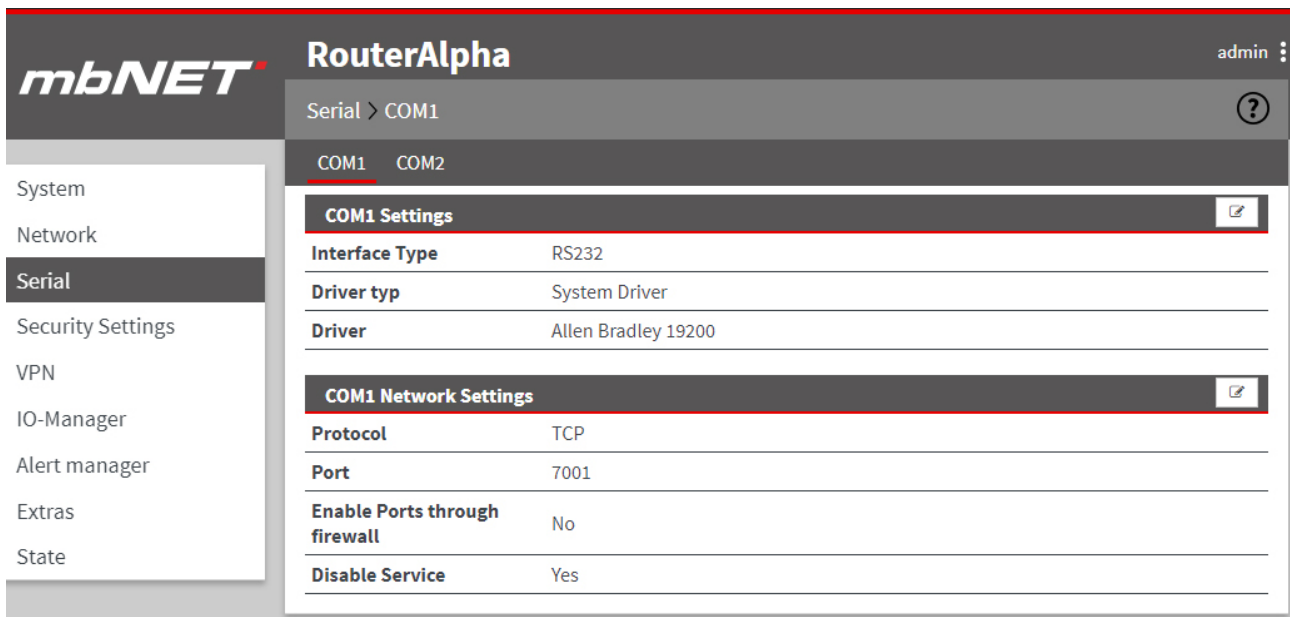 mbNET
RouterAlpha
admin
Serial > COM1
?
COM1 COM2
System
Network
Serial
Security Settings
VPN
IO-Manager
Alert manager
Extras
State
COM1 Settings
Interface Type RS232
Driver typ System Driver
Driver Allen Bradley 19200
COM1 Network Settings
Protocol TCP
Port 7001
Enable Ports through
firewall No
Disable Service Yes